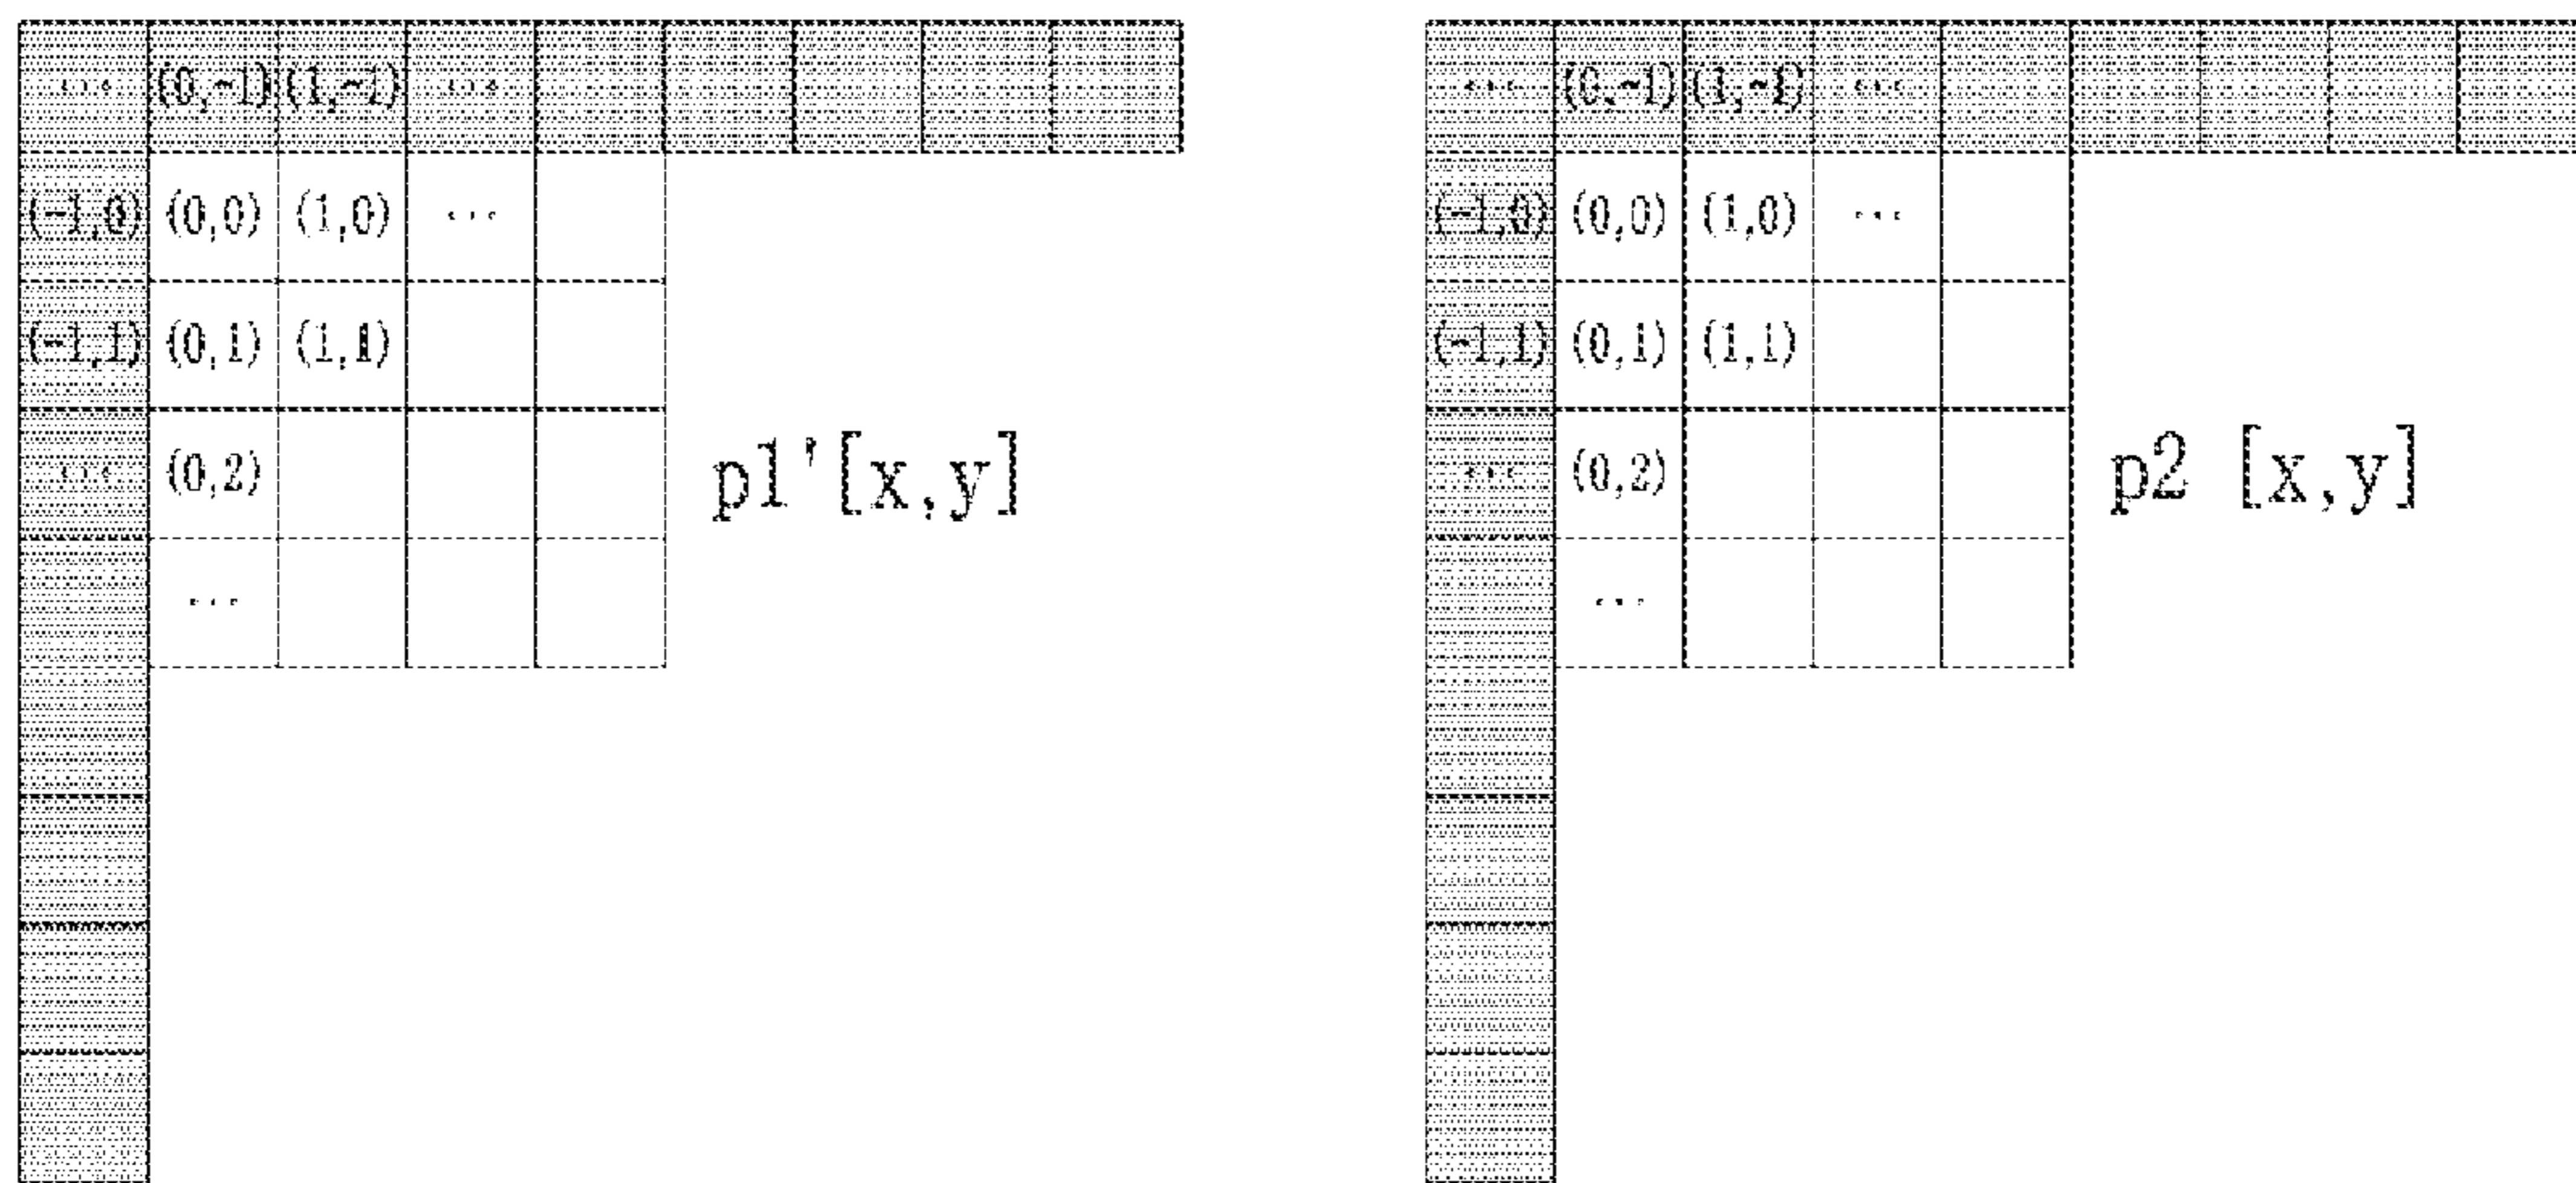 ... (0,-1) (1,-1) ...
(-1,0) (0,0) (1,0) ...
(-1,1) (0,1) (1,1)
... (0,2)
p1'[x,y]
...
... (0,-1) (1,-1) ...
(-1,0) (0,0) (1,0) ...
(-1,1) (0,1) (1,1)
... (0,2)
p2 [x,y]
...